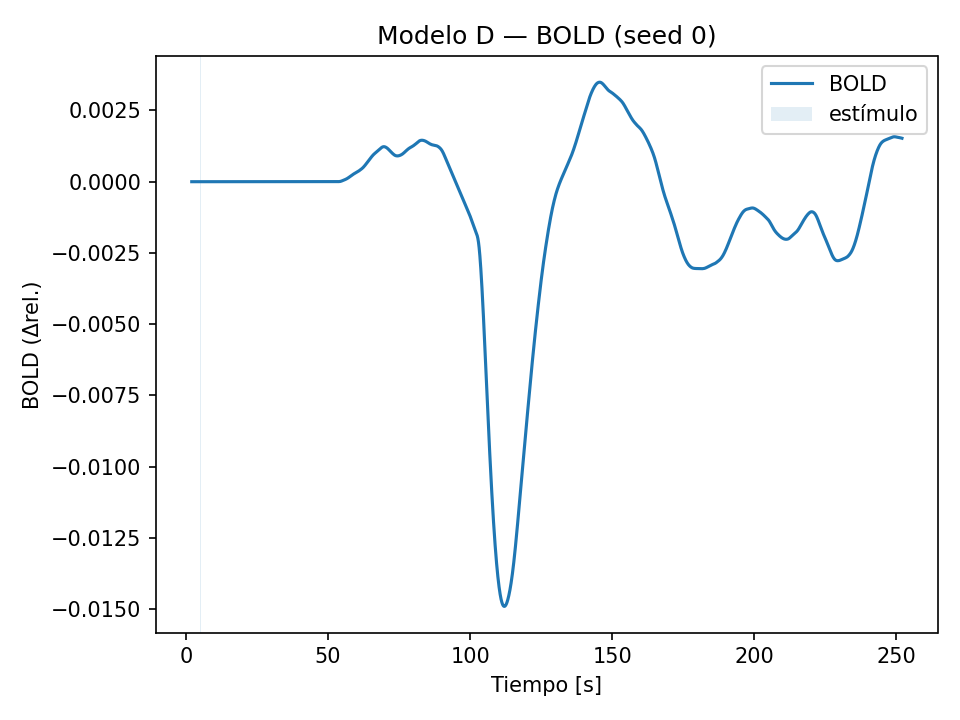 Modelo D — BOLD (seed 0)
BOLD
estímulo
BOLD (Δrel.)
0.0025
0.0000
−0.0025
−0.0050
−0.0075
−0.0100
−0.0125
−0.0150
0
50
100
150
200
250
Tiempo [s]